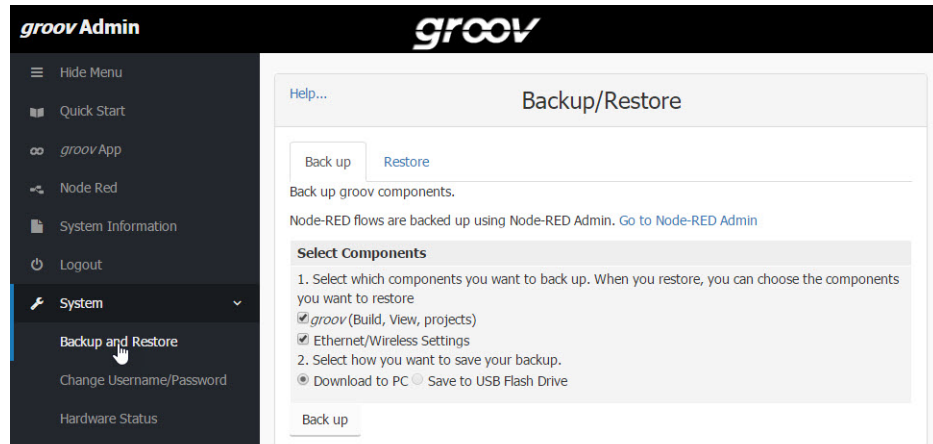 groov Admin
groov
Hide Menu
Quick Start
groov App
Node Red
System Information
Logout
System
Backup and Restore
Change Username/Password
Hardware Status
Help...
Backup/Restore
Back up
Restore
Back up groov components.
Node-RED flows are backed up using Node-RED Admin. Go to Node-RED Admin
Select Components
1. Select which components you want to back up. When you restore, you can choose the components
you want to restore
groov (Build, View, projects)
Ethernet/Wireless Settings
2. Select how you want to save your backup.
Download to PC Save to USB Flash Drive
Back up